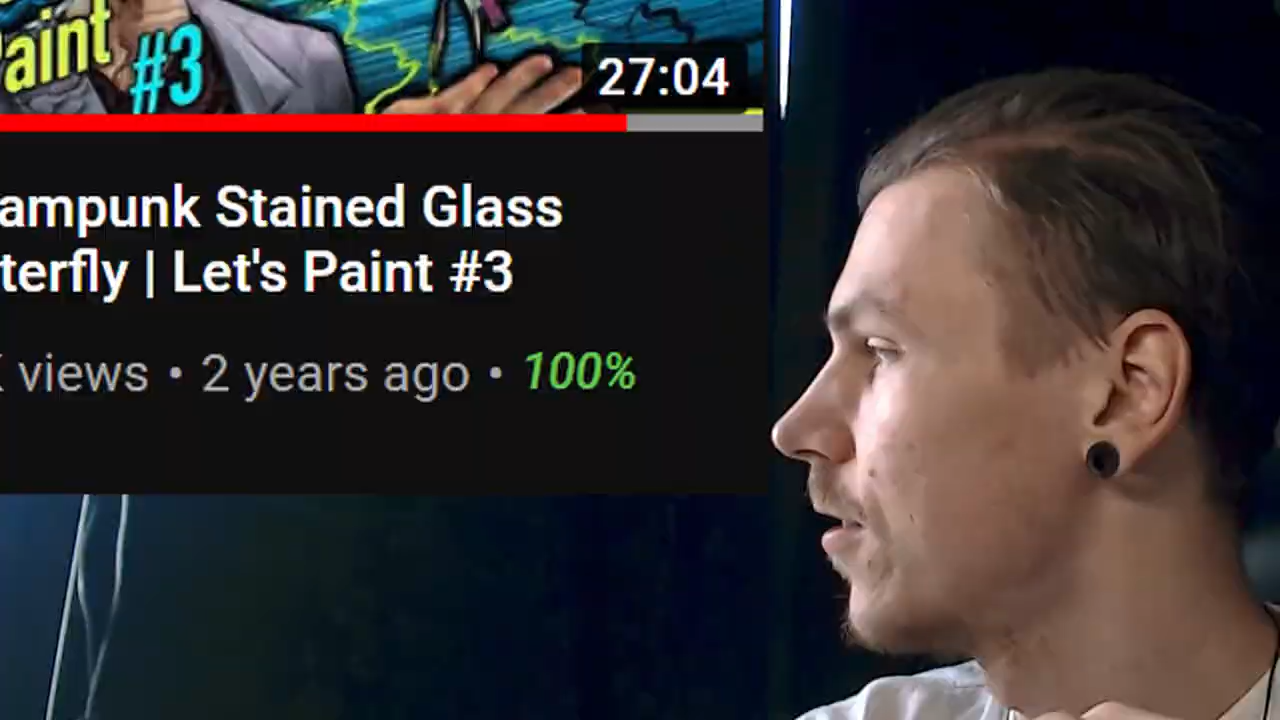 aint
#3
27:04
ampunk Stained Glass
terfly | Let's Paint #3
views • 2 years ago • 100%